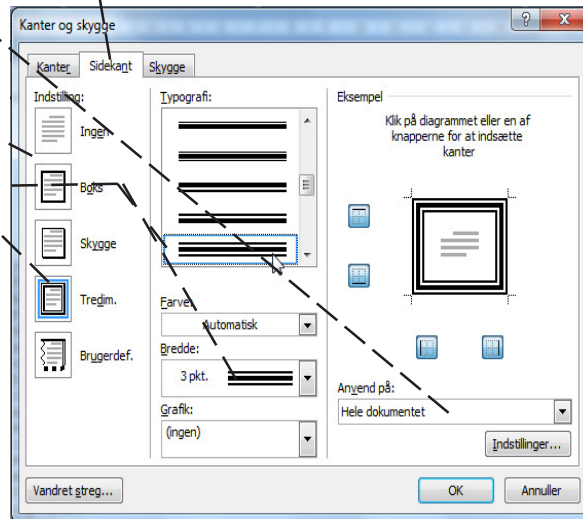 Kanter og skygge
Kanter Sidekant Skygge
Indstilling:
Ingen
Boks
Skygge
Tredim.
Brugerdef.
Typografi:
Farve:
Automatisk
Bredde:
3 pkt.
Grafik:
(ingen)
Eksempel
Klik på diagrammet eller en af
knapperne for at indsætte
kanter
Anvend på:
Hele dokumentet
Indstillinger...
Vandret streg...
OK
Annuller